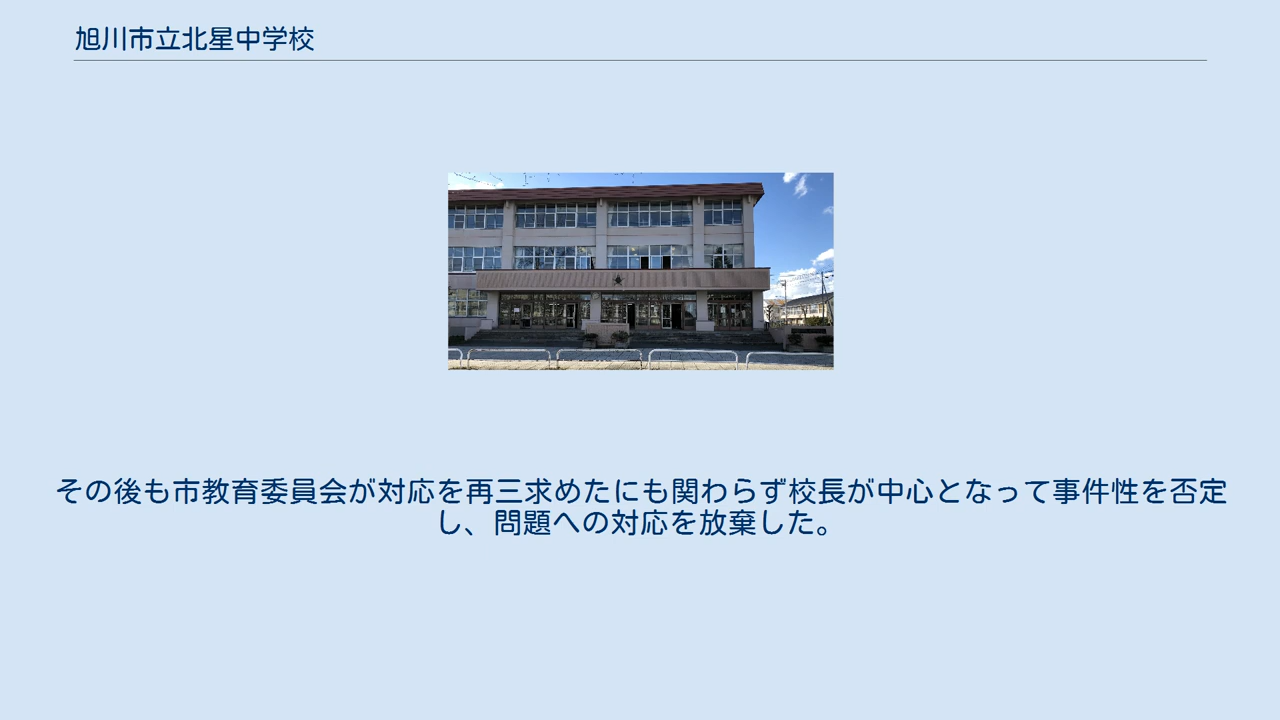 旭川市立北星中学校
その後も市教育委員会が対応を再三求めたにも関わらず校長が中心となって事件性を否定
し、問題への対応を放棄した。